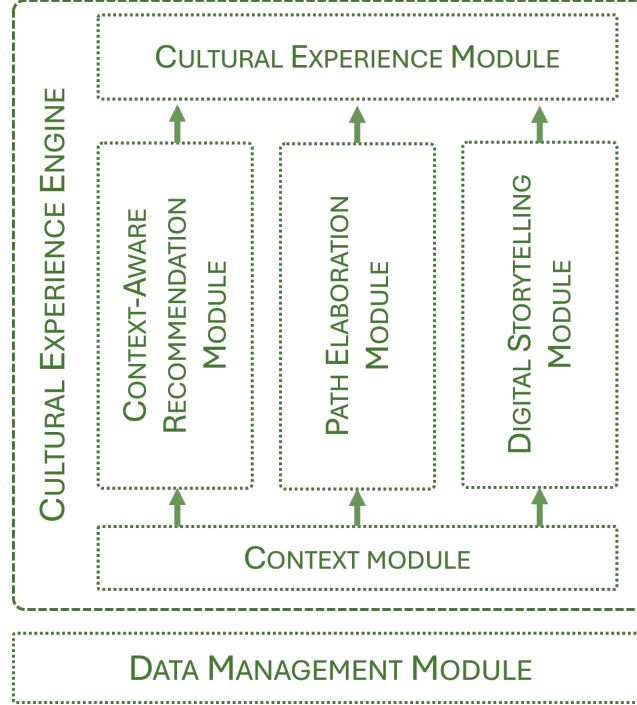 CULTURAL EXPERIENCE ENGINE
CULTURAL EXPERIENCE MODULE
CONTEXT-AWARE
RECOMMENDATION
MODULE
PATH ELABORATION
MODULE
DIGITAL STORYTELLING
MODULE
CONTEXT MODULE
DATA MANAGEMENT MODULE